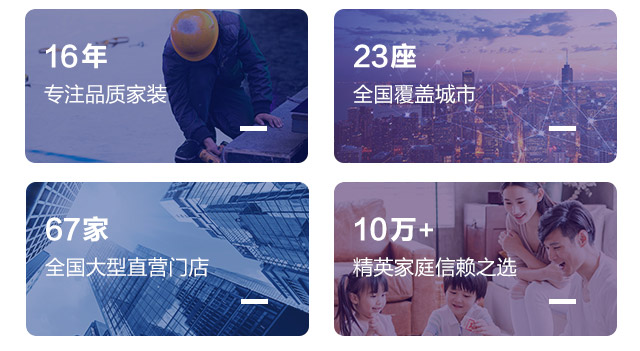 16年
专注品质家装
23座
全国覆盖城市
67家
全国大型直营门店
10万+
精英家庭信赖之选